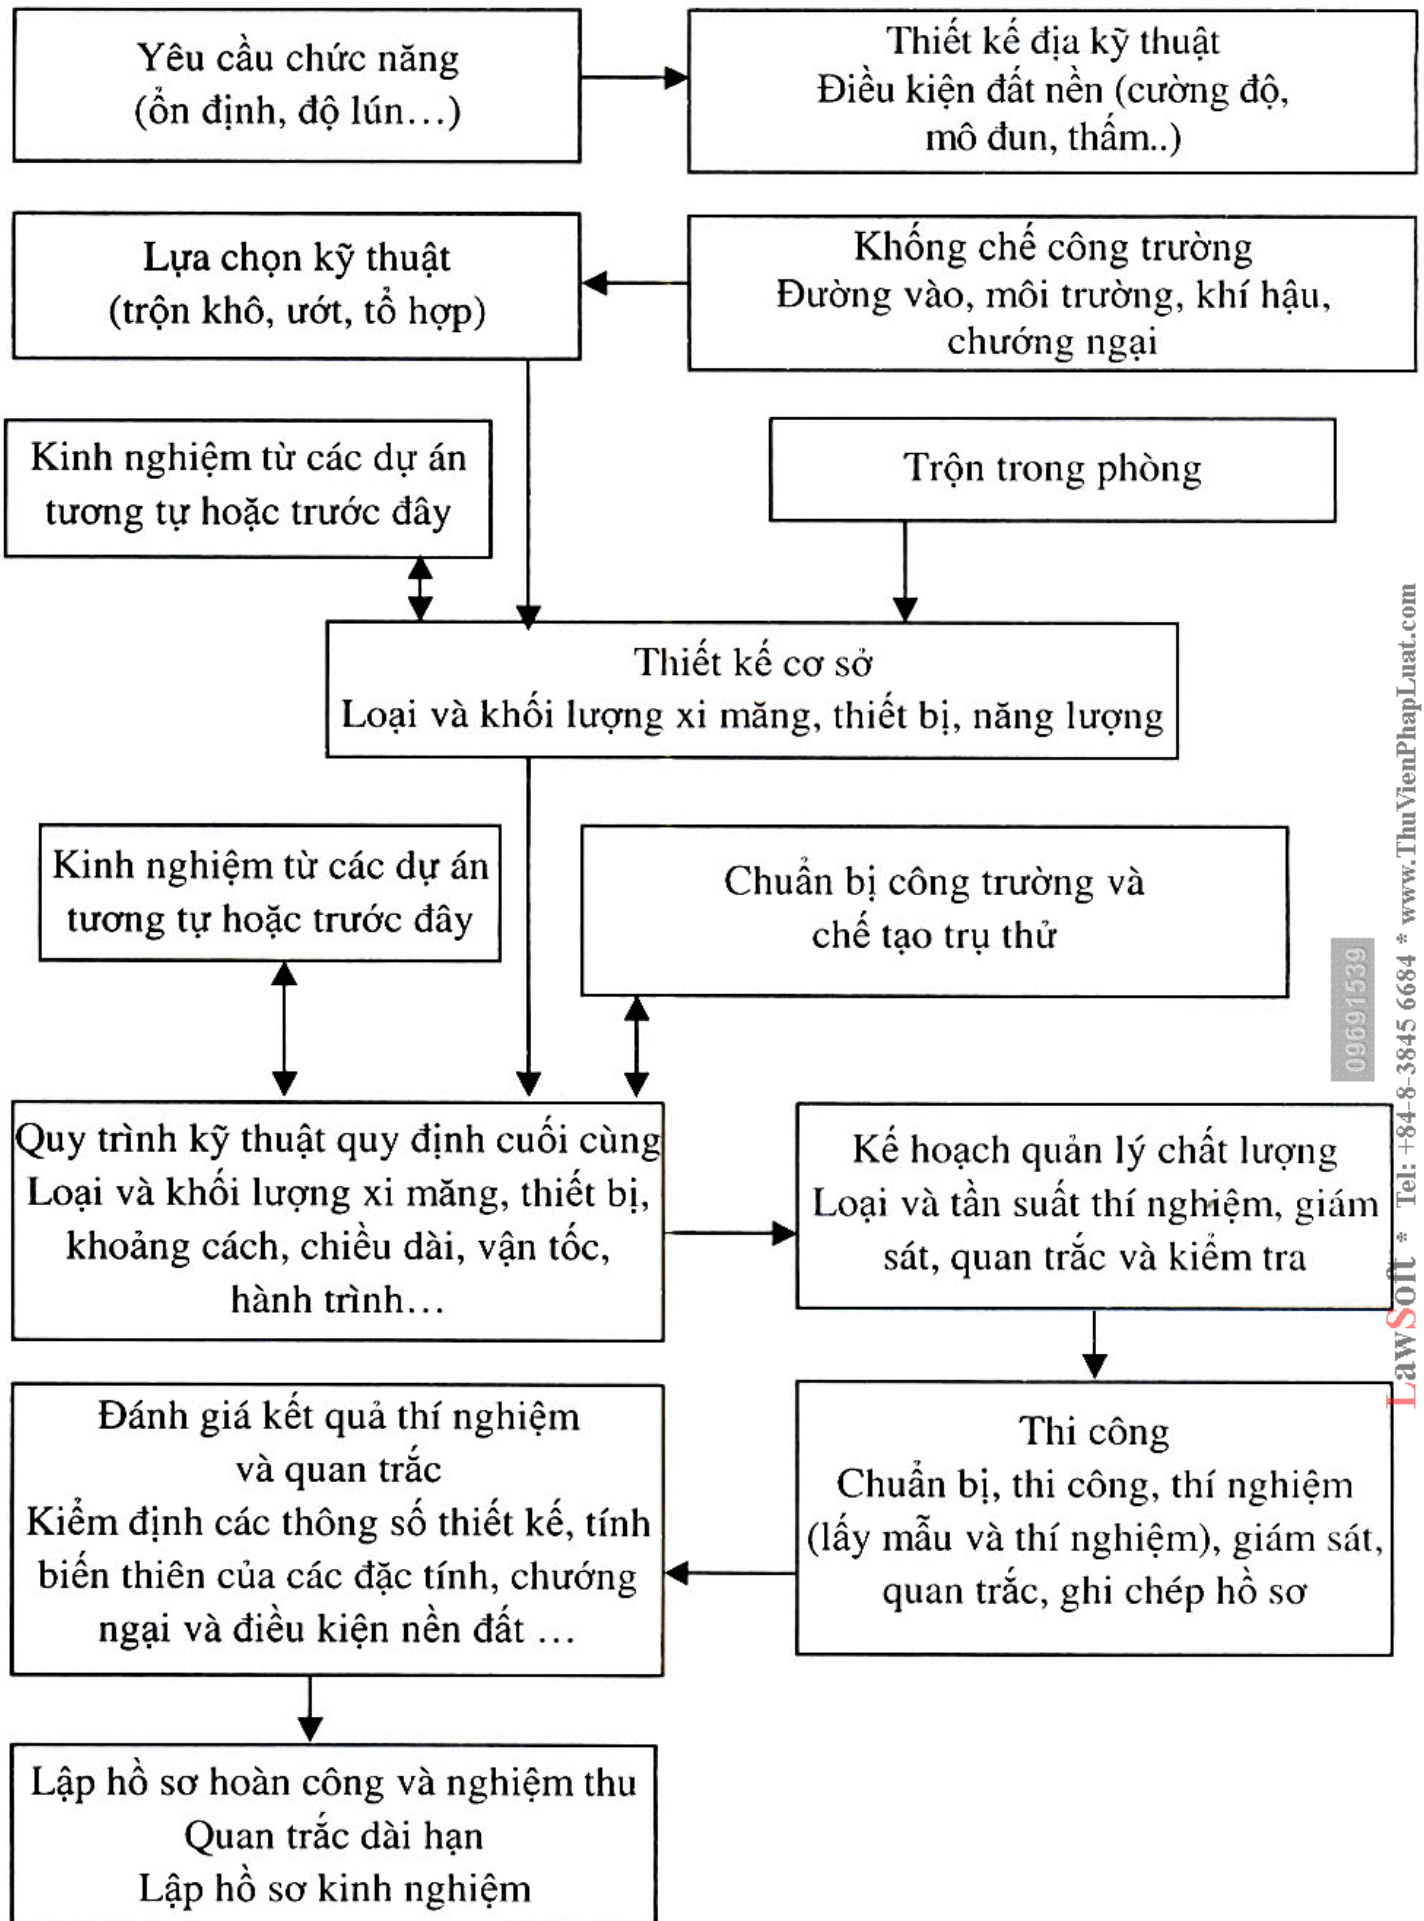 Yêu cầu chức năng
(ổn định, độ lún...)
Thiết kế địa kỹ thuật
Điều kiện đất nền (cường độ,
mô đun, thấm..)
Lựa chọn kỹ thuật
(trộn khô, ướt, tổ hợp)
Khống chế công trường
Đường vào, môi trường, khí hậu,
chướng ngại
Kinh nghiệm từ các dự án
tương tự hoặc trước đây
Trộn trong phòng
Thiết kế cơ sở
Loại và khối lượng xi măng, thiết bị, năng lượng
Kinh nghiệm từ các dự án
tương tự hoặc trước đây
Chuẩn bị công trường và
chế tạo trụ thử
Quy trình kỹ thuật quy định cuối cùng
Loại và khối lượng xi măng, thiết bị,
khoảng cách, chiều dài, vận tốc,
hành trình...
Kế hoạch quản lý chất lượng
Loại và tần suất thí nghiệm, giám
sát, quan trắc và kiểm tra
Đánh giá kết quả thí nghiệm
và quan trắc
Kiểm định các thông số thiết kế, tính
biến thiên của các đặc tính, chướng
ngại và điều kiện nền đất ...
Thi công
Chuẩn bị, thi công, thí nghiệm
(lấy mẫu và thí nghiệm), giám sát,
quan trắc, ghi chép hồ sơ
Lập hồ sơ hoàn công và nghiệm thu
Quan trắc dài hạn
Lập hồ sơ kinh nghiệm
09691539
LawSoft * Tel: +84-8-3845 6684 * www.ThuVienPhapLuat.com